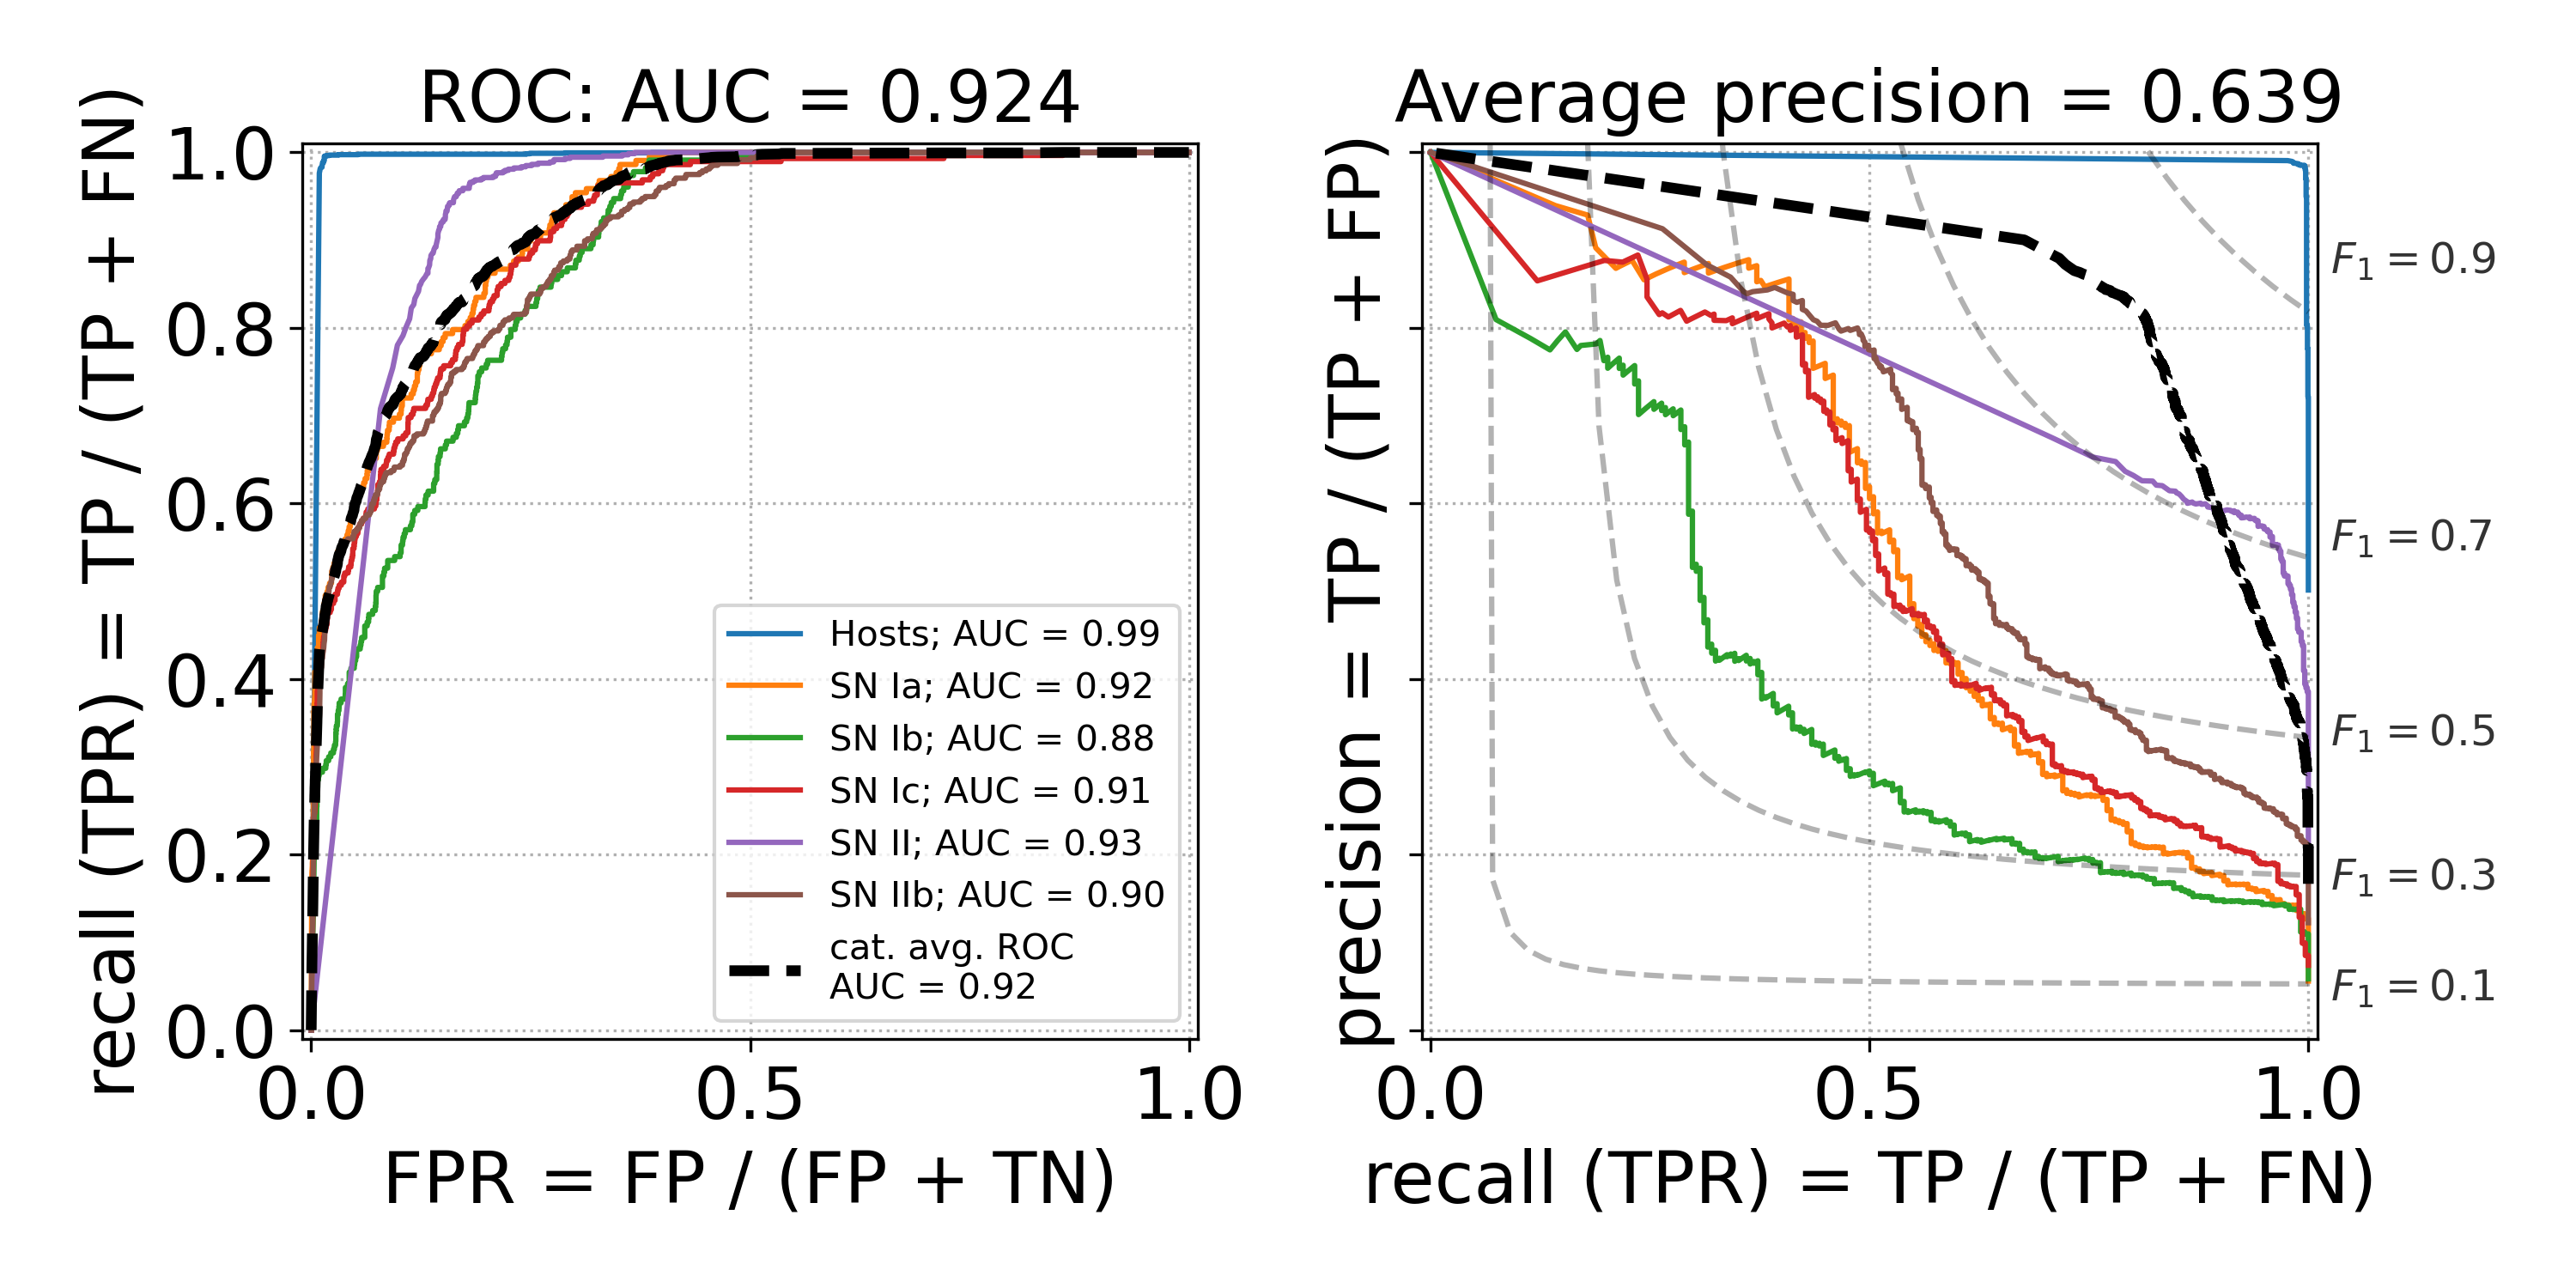 ROC: AUC = 0.924
recall (TPR) = TP / (TP + FN)
1.0
0.8
0.6
0.4
0.2
0.0
0.0 0.5 1.0
FPR = FP / (FP + TN)
Hosts; AUC = 0.99
SN Ia; AUC = 0.92
SN Ib; AUC = 0.88
SN Ic; AUC = 0.91
SN II; AUC = 0.93
SN IIb; AUC = 0.90
cat. avg. ROC
AUC = 0.92
Average precision = 0.639
precision = TP / (TP + FP)
F₁ = 0.9
F₁ = 0.7
F₁ = 0.5
F₁ = 0.3
F₁ = 0.1
0.0 0.5 1.0
recall (TPR) = TP / (TP + FN)